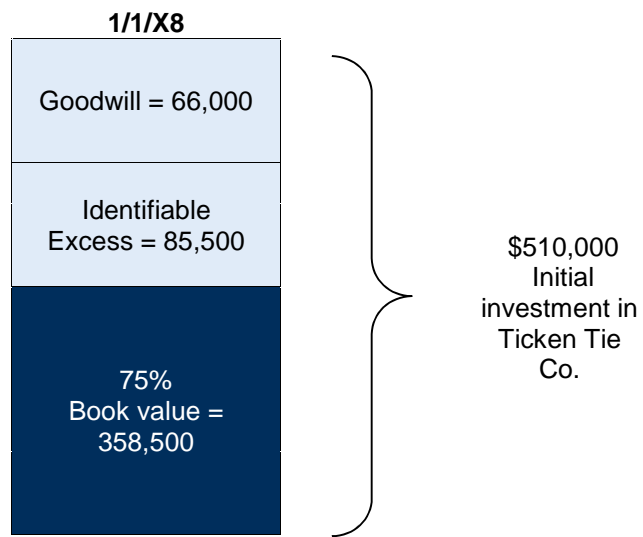 1/1/X8
Goodwill = 66,000
Identifiable
Excess = 85,500
75%
Book value =
358,500
$510,000
Initial
investment in
Ticken Tie
Co.